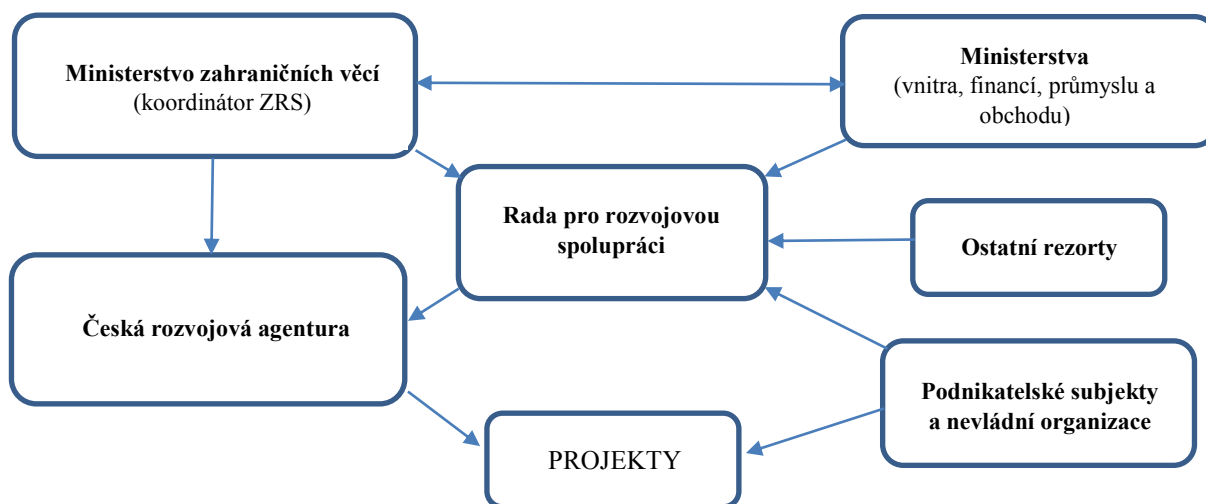 Ministerstvo zahraničních věcí
(koordinátor ZRS)
Ministerstva
(vnitra, financí, průmyslu a
obchodu)
Rada pro rozvojovou
spolupráci
Ostatní rezorty
Česká rozvojová agentura
Podnikatelské subjekty
a nevládní organizace
PROJEKTY